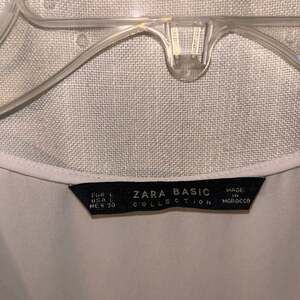 EUR L
USA L
MEX 30
ZARA BASIC
COLLECTION
MADE
IN
MOROCCO